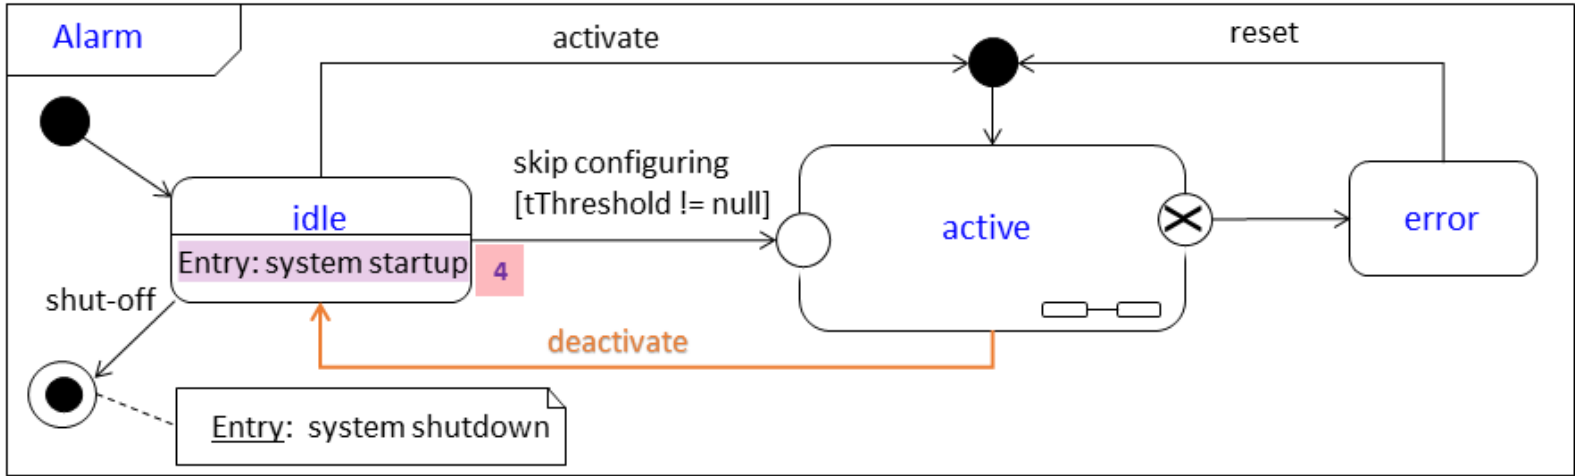 Alarm
activate
reset
skip configuring
[tThreshold != null]
idle
Entry: system startup
4
active
error
shut-off
deactivate
Entry: system shutdown